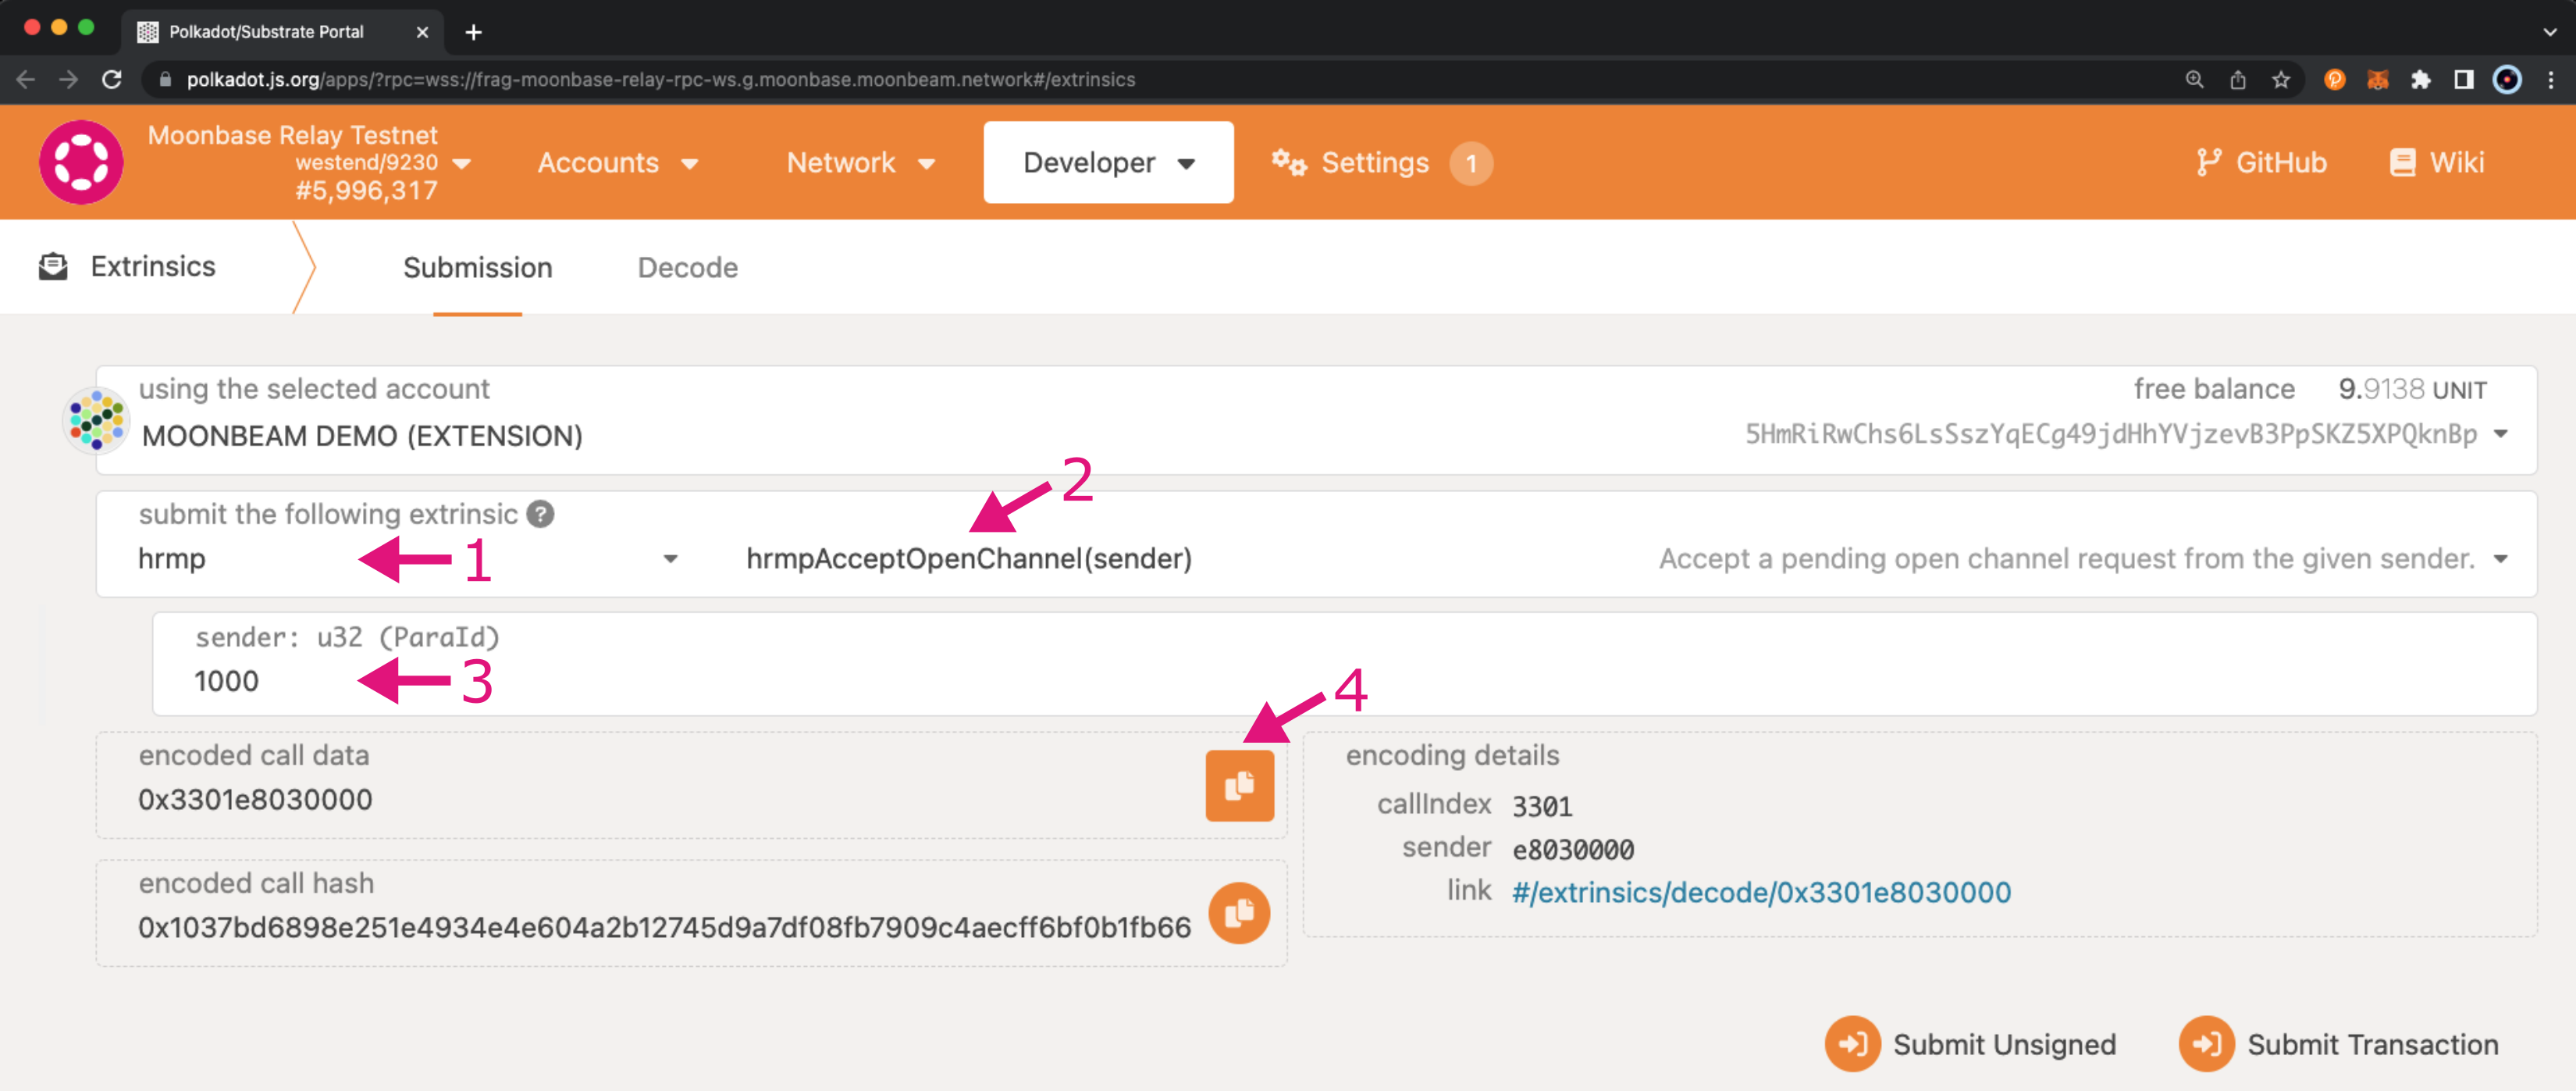 Polkadot/Substrate Portal
polkadot.js.org/apps/?rpc=wss://frag-moonbase-relay-rpc-ws.g.moonbase.moonbeam.network#/extrinsics
Moonbase Relay Testnet
westend/9230
#5,996,317
Accounts
Network
Developer
Settings 1
GitHub
Wiki
Extrinsics
Submission
Decode
using the selected account
MOONBEAM DEMO (EXTENSION)
free balance 9.9138 UNIT
5HmRiRwChs6LsSszYqECg49jdHhYVjzevB3PpSKZ5XPQknBp
2
submit the following extrinsic ?
hrmp
1
hrmpAcceptOpenChannel(sender)
Accept a pending open channel request from the given sender.
sender: u32 (ParaId)
1000
3
4
encoded call data
0x3301e8030000
encoded call hash
0x1037bd6898e251e4934e4e604a2b12745d9a7df08fb7909c4aecff6bf0b1fb66
encoding details
callIndex 3301
sender e8030000
link #/extrinsics/decode/0x3301e8030000
Submit Unsigned
Submit Transaction